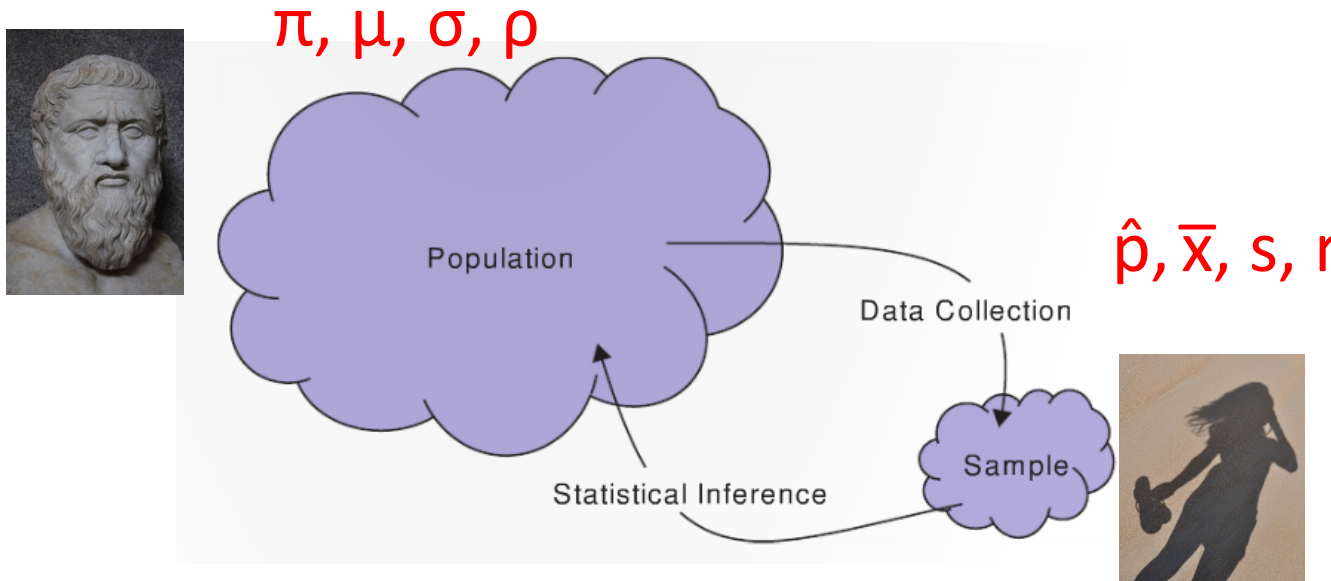 π, μ, σ, ρ
Population
p̂, x̅, s, r
Data Collection
Sample
Statistical Inference